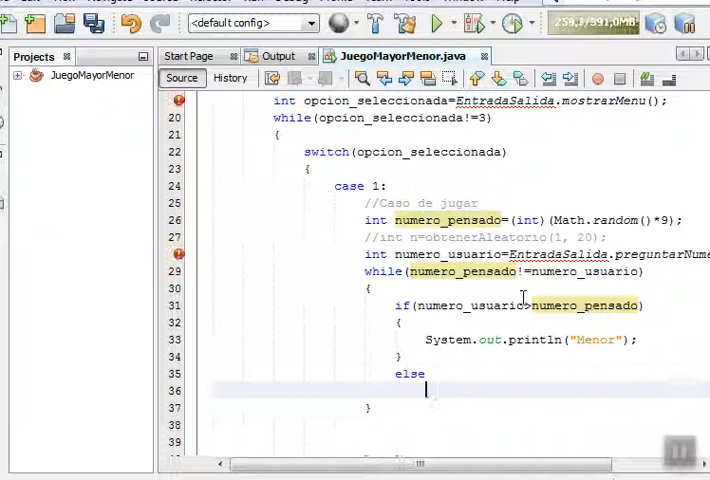 <default config>
259,3/391,0MB
Projects
Start Page
Output
JuegoMayorMenor.java
JuegoMayorMenor
Source
History
int opcion_seleccionada=EntradaSalida.mostrarMenu();
20 while(opcion_seleccionada!=3)
21 {
22 switch(opcion_seleccionada)
23 {
24 case 1:
25 //Caso de jugar
26 int numero_pensado=(int)(Math.random()*9);
27 //int n=obtenerAleatorio(1, 20);
int numero_usuario=EntradaSalida.preguntarNume
29 while(numero_pensado!=numero_usuario)
30 {
31 if(numero_usuario>numero_pensado)
32 {
33 System.out.println("Menor");
34 }
35 else
36
37 }
38
39